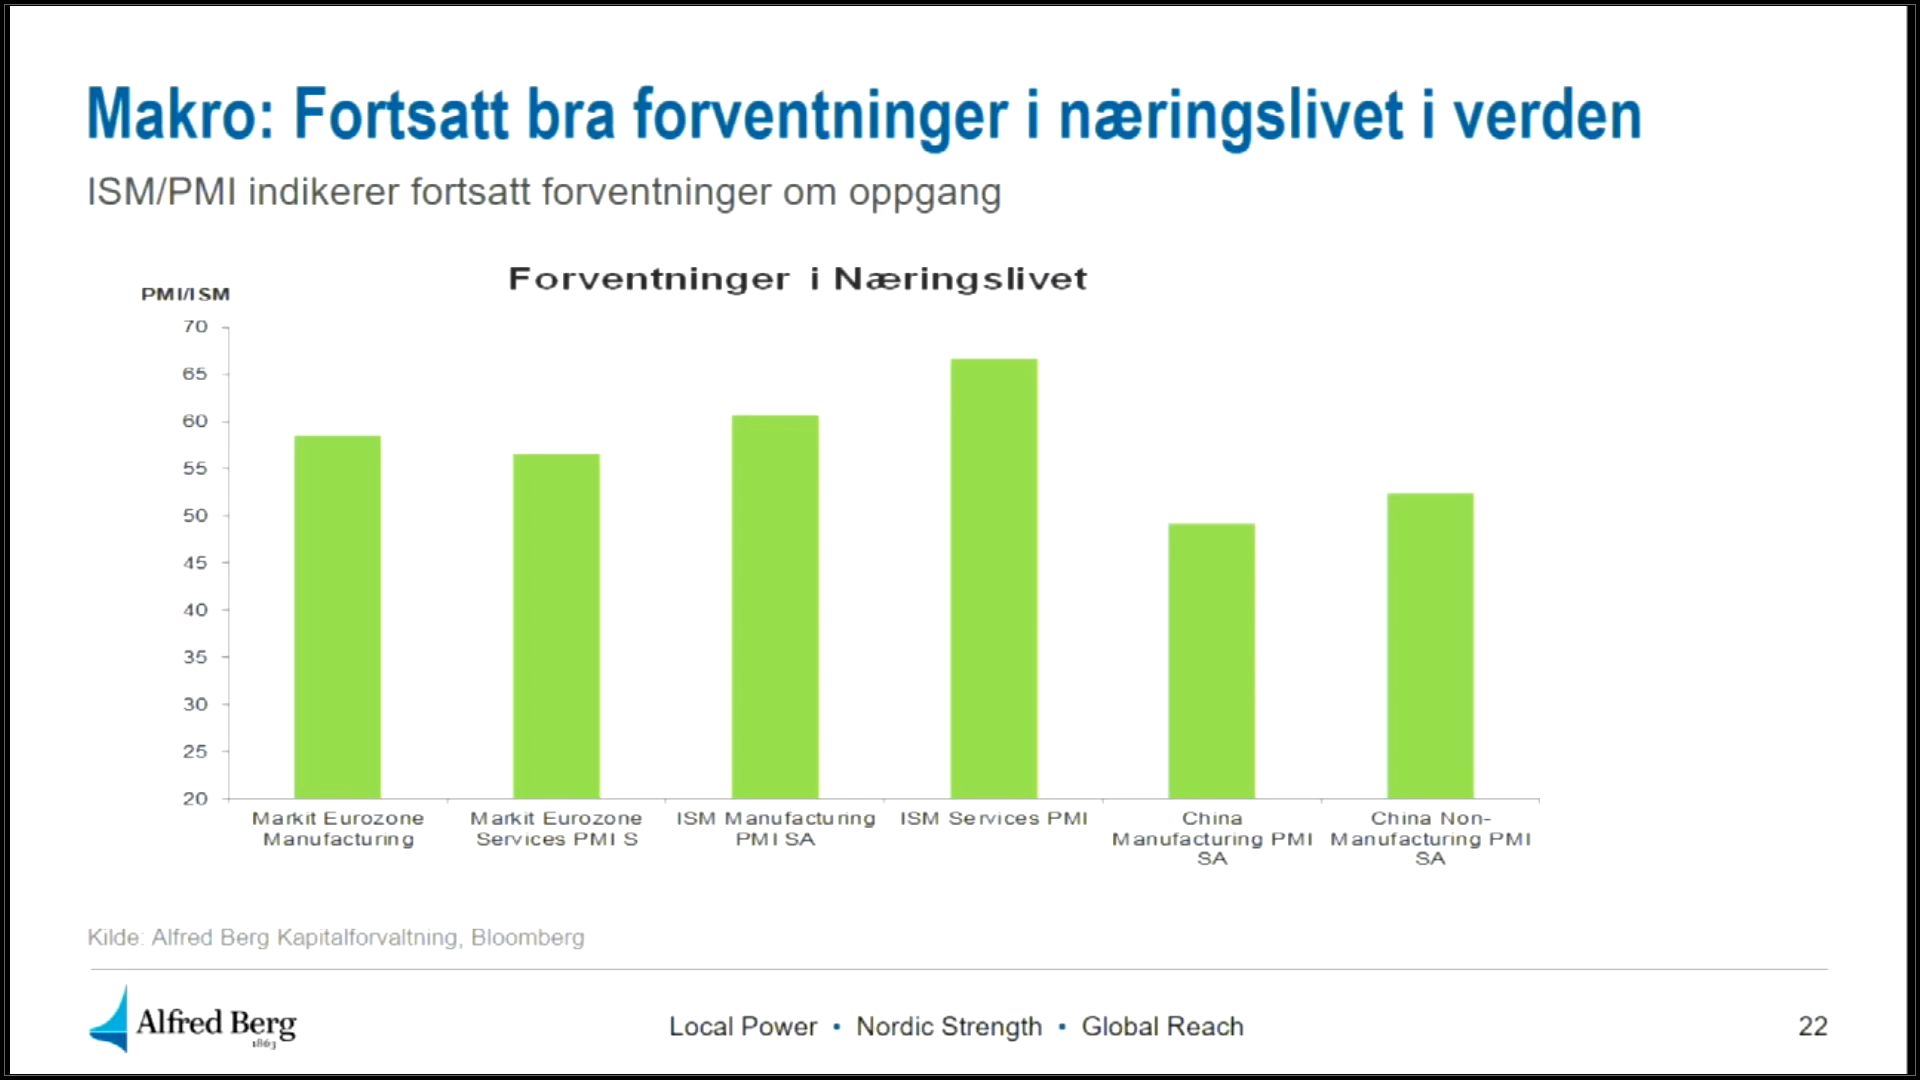 Makro: Fortsatt bra forventninger i næringslivet i verden
ISM/PMI indikerer fortsatt forventninger om oppgang
Forventninger i Næringslivet
PMI/ISM
70
65
60
55
50
45
40
35
30
25
20
Markit Eurozone
Manufacturing
Markit Eurozone
Services PMI S
ISM Manufacturing
PMI SA
ISM Services PMI
China
Manufacturing PMI
SA
China Non-
Manufacturing PMI
SA
Kilde: Alfred Berg Kapitalforvaltning, Bloomberg
Alfred Berg
1863
Local Power • Nordic Strength • Global Reach
22